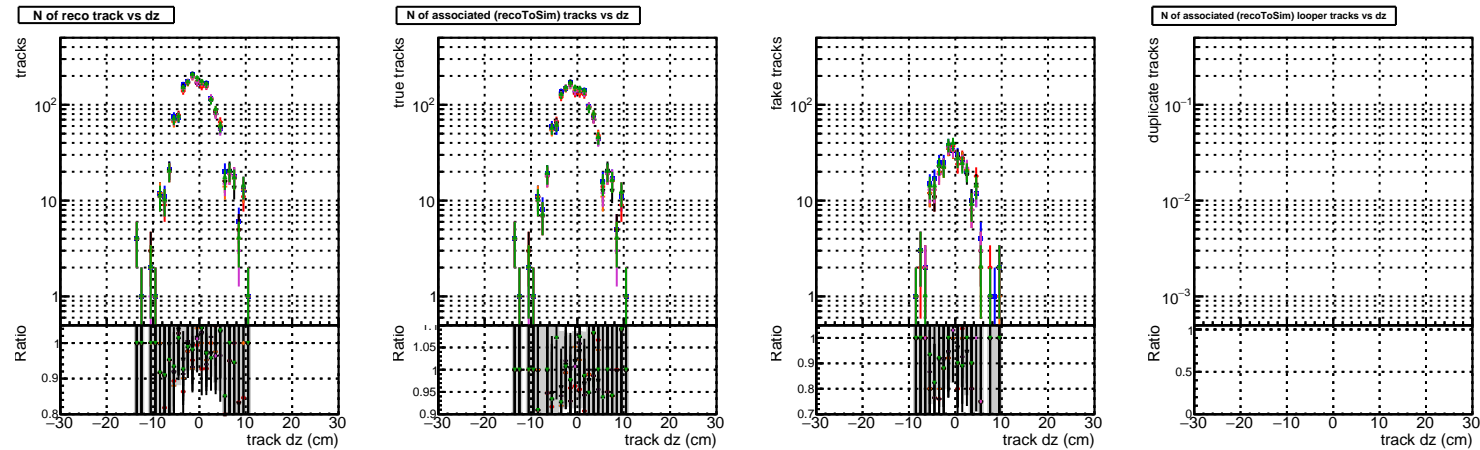 N of reco track vs dz
tracks
10²
10
1
Ratio
1
0.9
0.8
−30 −20 −10 0 10 20 30
track dz (cm)
N of associated (recoToSim) tracks vs dz
true tracks
10²
10
1
Ratio
1.05
1
0.95
0.9
−30 −20 −10 0 10 20 30
track dz (cm)
fake tracks
10²
10
1
Ratio
1
0.9
0.8
0.7
−30 −20 −10 0 10 20 30
track dz (cm)
N of associated (recoToSim) looper tracks vs dz
duplicate tracks
10⁻¹
10⁻²
10⁻³
Ratio
1
0.5
0
−30 −20 −10 0 10 20 30
track dz (cm)